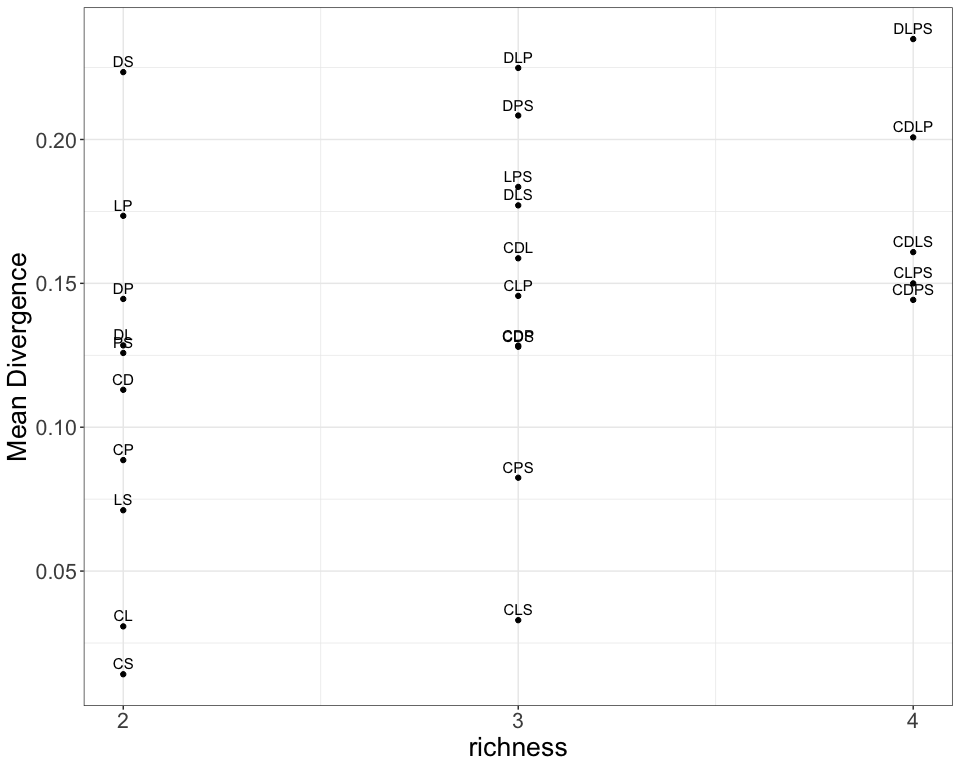 DLPS
DS
DLP
DPS
CDLP
LPS
DLS
LP
CDL
CDLS
CLP
CLPS
DP
CDPS
DL
PS
CDP
CDS
CD
CP
CPS
LS
CL
CLS
CS
0.20
0.15
0.10
0.05
Mean Divergence
2 3 4
richness